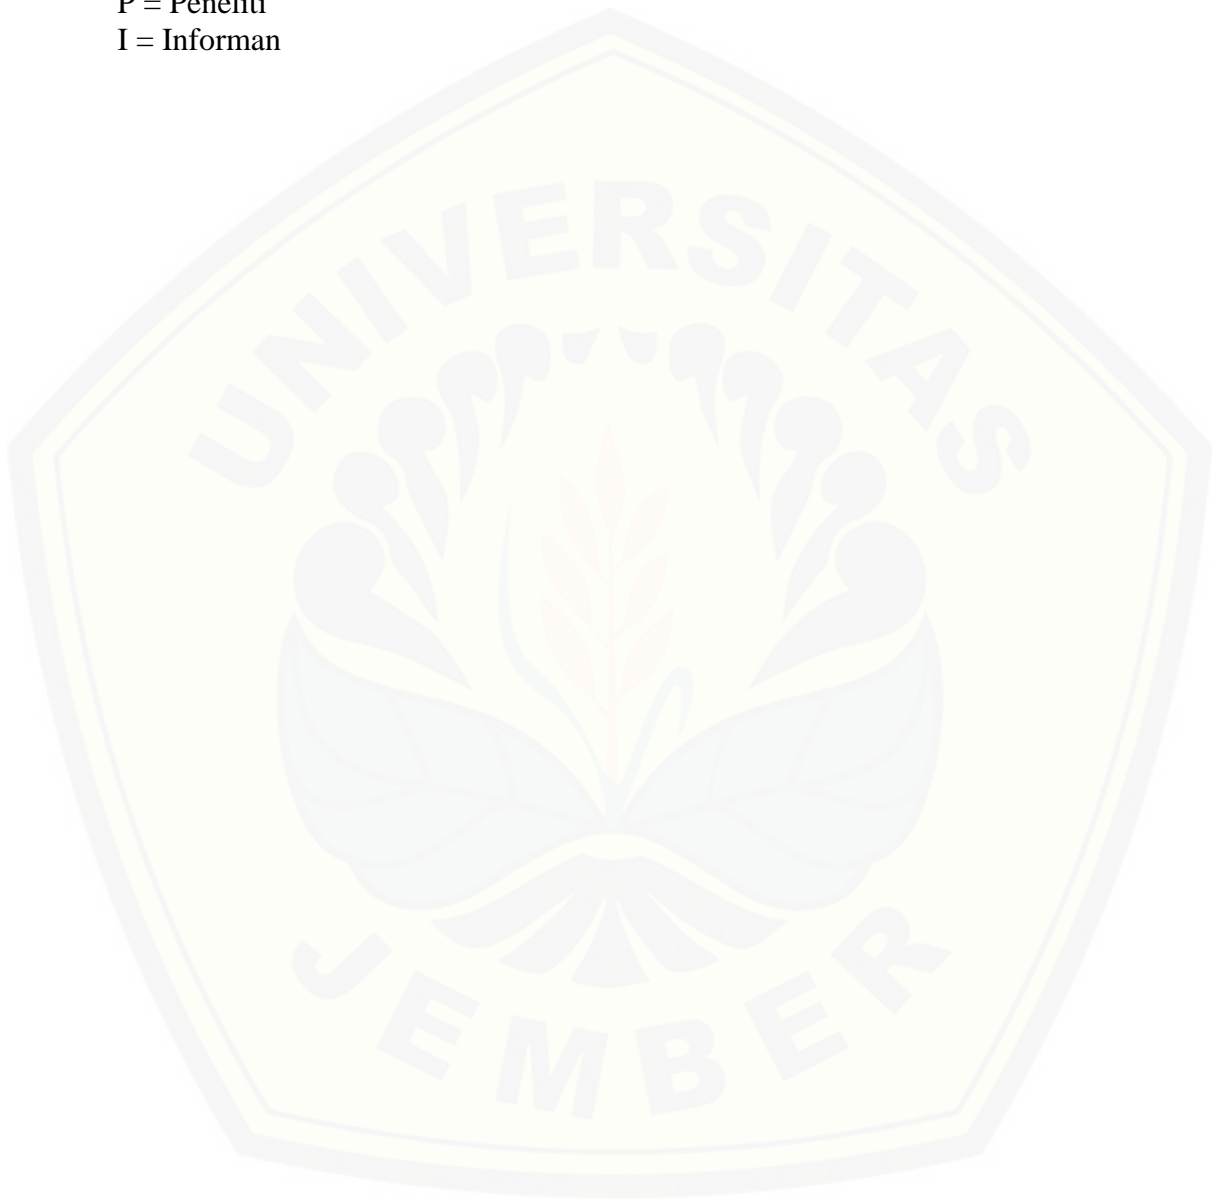 P = Peneliti
I = Informan
UNIVERSITAS
JEMBER